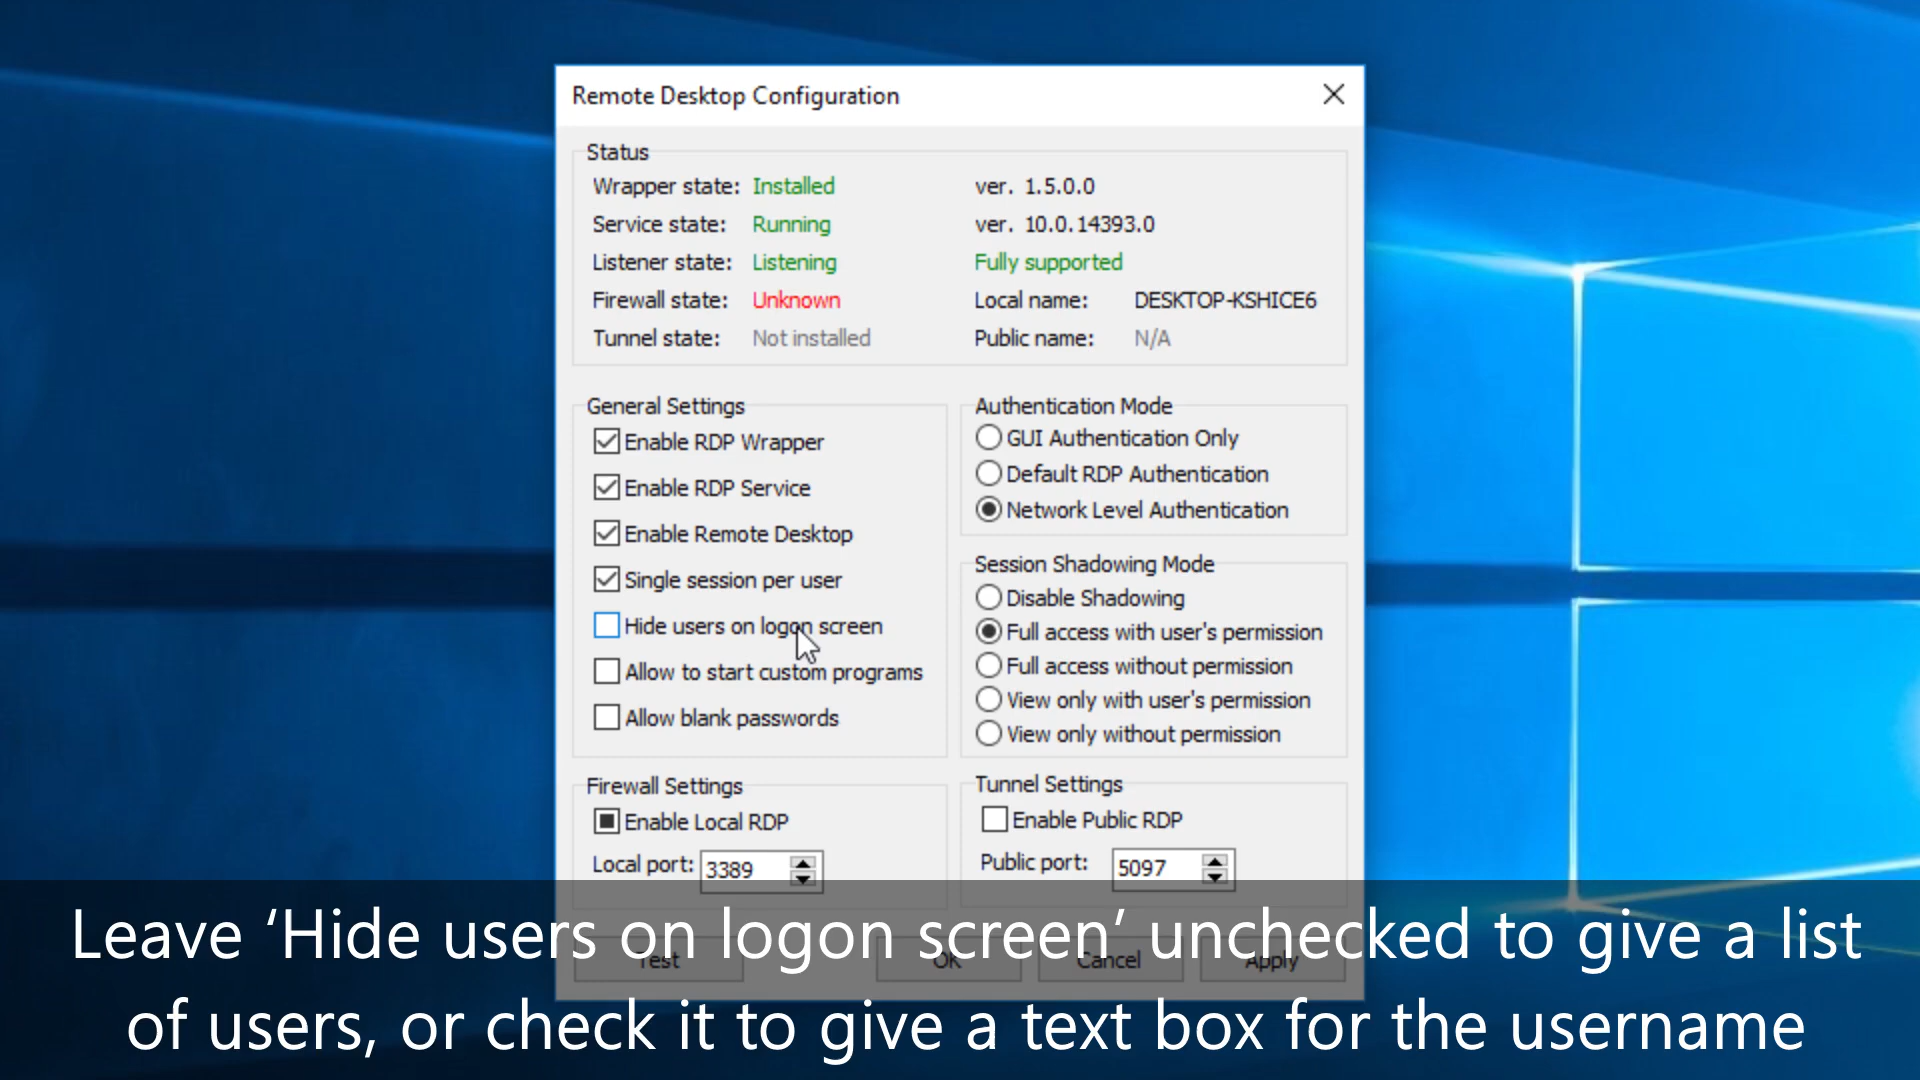 Remote Desktop Configuration
Status
Wrapper state: Installed ver. 1.5.0.0
Service state: Running ver. 10.0.14393.0
Listener state: Listening Fully supported
Firewall state: Unknown Local name: DESKTOP-KSHICE6
Tunnel state: Not installed Public name: N/A
General Settings
Enable RDP Wrapper
Enable RDP Service
Enable Remote Desktop
Single session per user
Hide users on logon screen
Allow to start custom programs
Allow blank passwords
Authentication Mode
GUI Authentication Only
Default RDP Authentication
Network Level Authentication
Session Shadowing Mode
Disable Shadowing
Full access with user's permission
Full access without permission
View only with user's permission
View only without permission
Firewall Settings
Enable Local RDP
Local port: 3389
Tunnel Settings
Enable Public RDP
Public port: 5097
Test OK Cancel Apply
Leave ‘Hide users on logon screen’ unchecked to give a list
of users, or check it to give a text box for the username